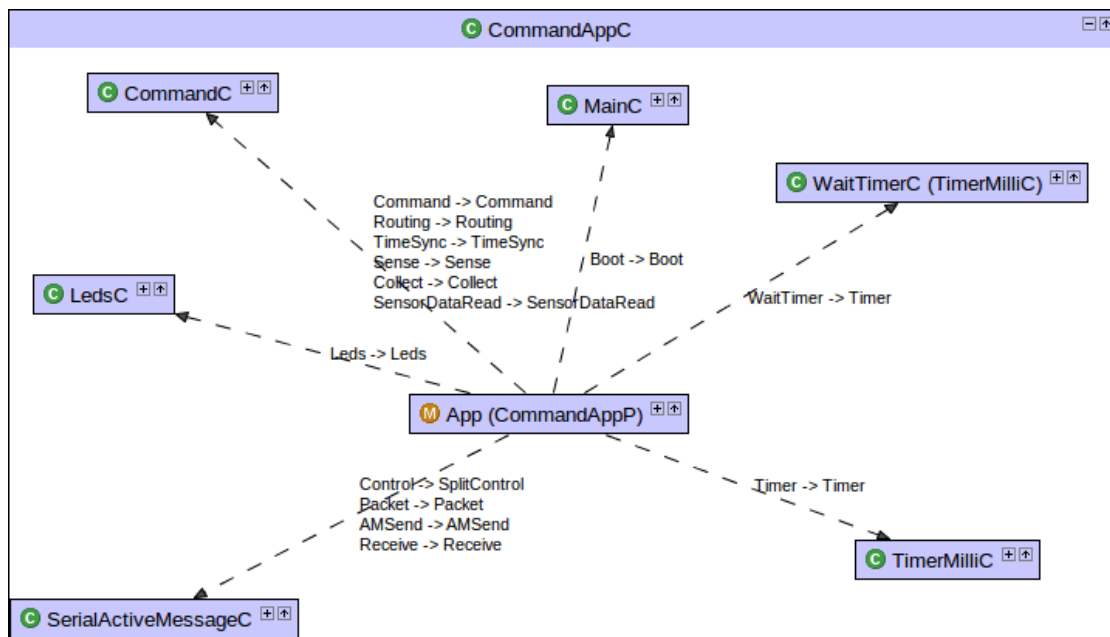 C CommandAppC
C CommandC
C MainC
C WaitTimerC (TimerMilliC)
Command -> Command
Routing -> Routing
TimeSync -> TimeSync
Sense -> Sense
Collect -> Collect
SensorDataRead -> SensorDataRead
Boot -> Boot
C LedsC
WaitTimer -> Timer
Leds -> Leds
M App (CommandAppP)
Control -> SplitControl
Packet -> Packet
AMSend -> AMSend
Receive -> Receive
Timer -> Timer
C TimerMilliC
C SerialActiveMessageC